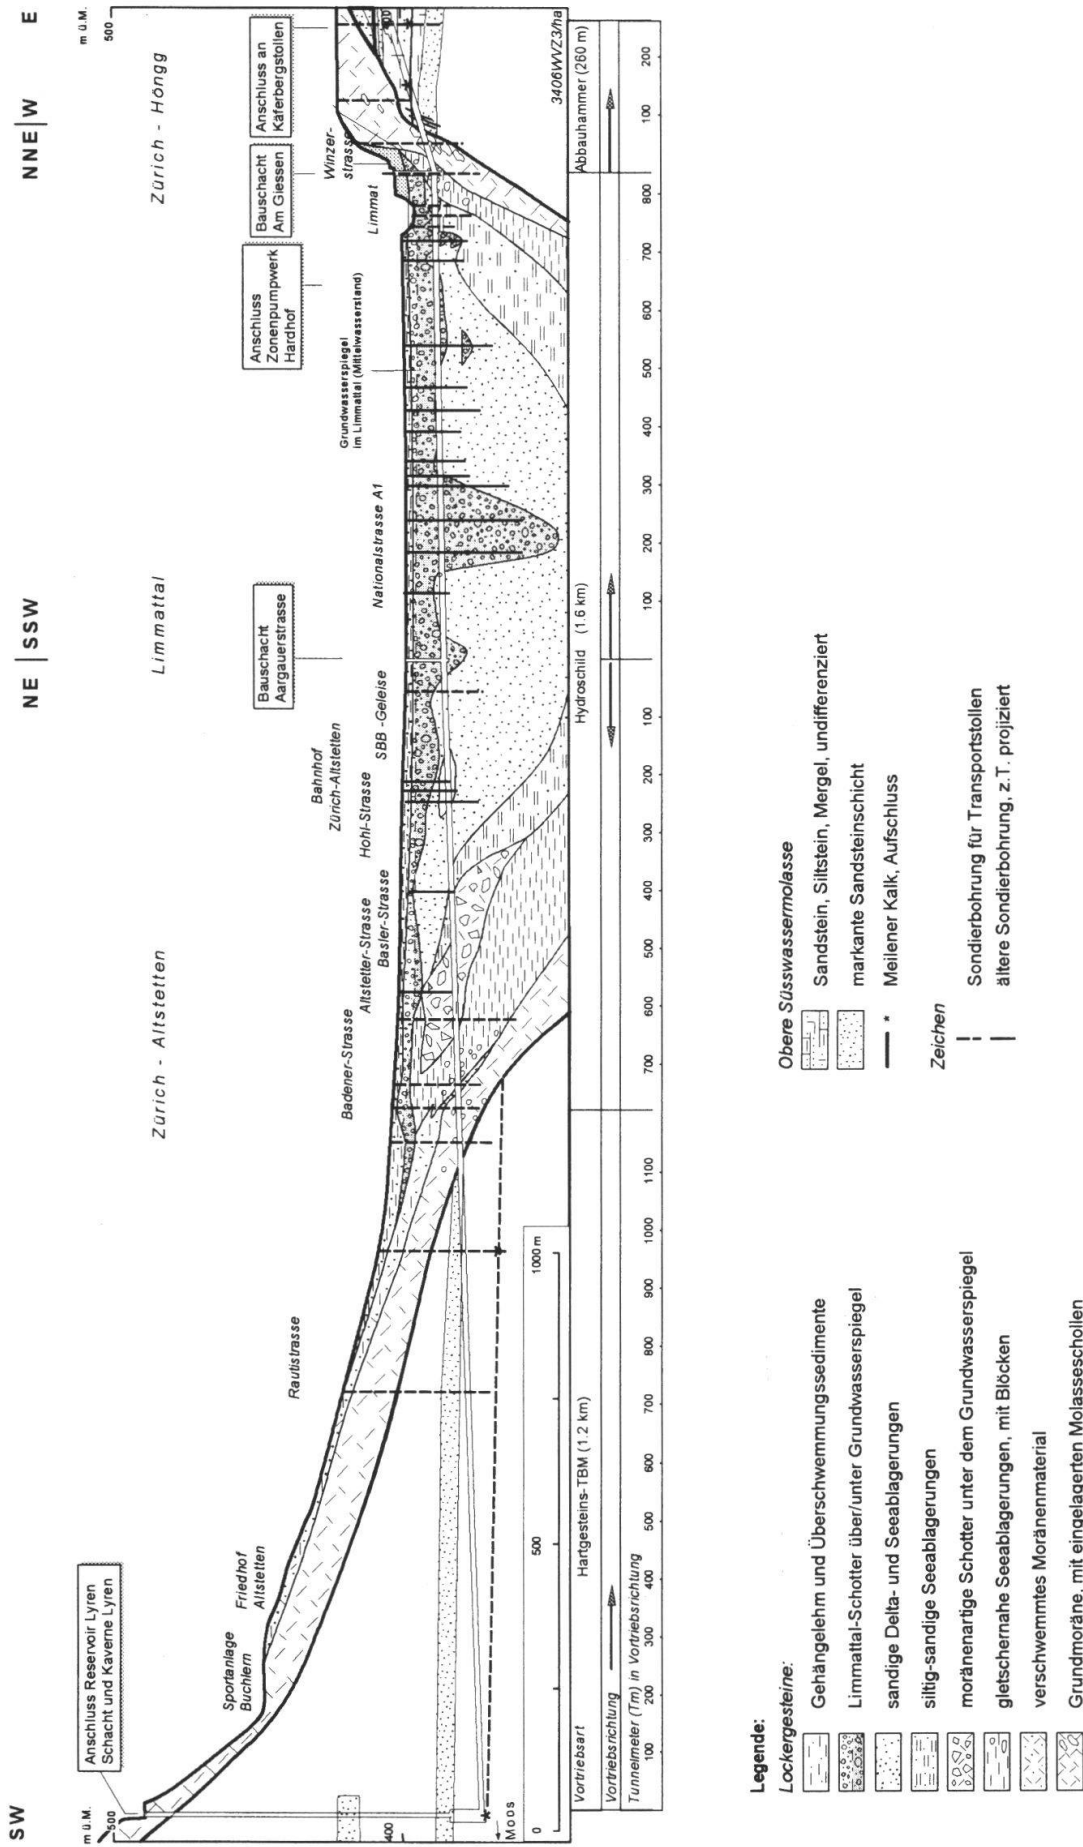 SW
NE | SSW
NNE | W
E
m ü.M.
500
400
m ü.M.
500
400
Zürich - Altstetten
Limmattal
Zürich - Höngg
Anschluss Reservoir Lyren
Schacht und Kaverne Lyren
Bauschacht
Aargauerstrasse
Anschluss
Zonenpumpwerk
Hardhof
Bauschacht
Am Giessen
Anschluss an
Käferbergstollen
Sportanlage
Buchlern
Friedhof
Altstetten
Rautistrasse
Badener-Strasse
Altstetter-Strasse
Basler-Strasse
Hohl-Strasse
Bahnhof
Zürich-Altstetten
SBB -Geleise
Nationalstrasse A1
Grundwasserspiegel
im Limmattal (Mittelwasserstand)
Limmat
Winzer-
strasse
Moos
0
500
1000 m
3406WVZ3/ha
Vortriebsart
Hartgesteins-TBM (1.2 km)
Hydroschild (1.6 km)
Abbauhammer (260 m)
Vortriebsrichtung
Tunnelmeter (Tm) in Vortriebsrichtung
100 200 300 400 500 600 700 800 900 1000 1100 700 600 500 400 300 200 100 100 200 300 400 500 600 700 800 100 200
Legende:
Lockergesteine:
Gehängelehm und Überschwemmungssedimente
Limmattal-Schotter über/unter Grundwasserspiegel
sandige Delta- und Seeablagerungen
siltig-sandige Seeablagerungen
moränenartige Schotter unter dem Grundwasserspiegel
gletschernahe Seeablagerungen, mit Blöcken
verschwemmtes Moränenmaterial
Grundmoräne, mit eingelagerten Molasseschollen
Obere Süsswassermolasse
Sandstein, Siltstein, Mergel, undifferenziert
markante Sandsteinschicht
* Meilener Kalk, Aufschluss
Zeichen
Sondierbohrung für Transportstollen
ältere Sondierbohrung, z.T. projiziert